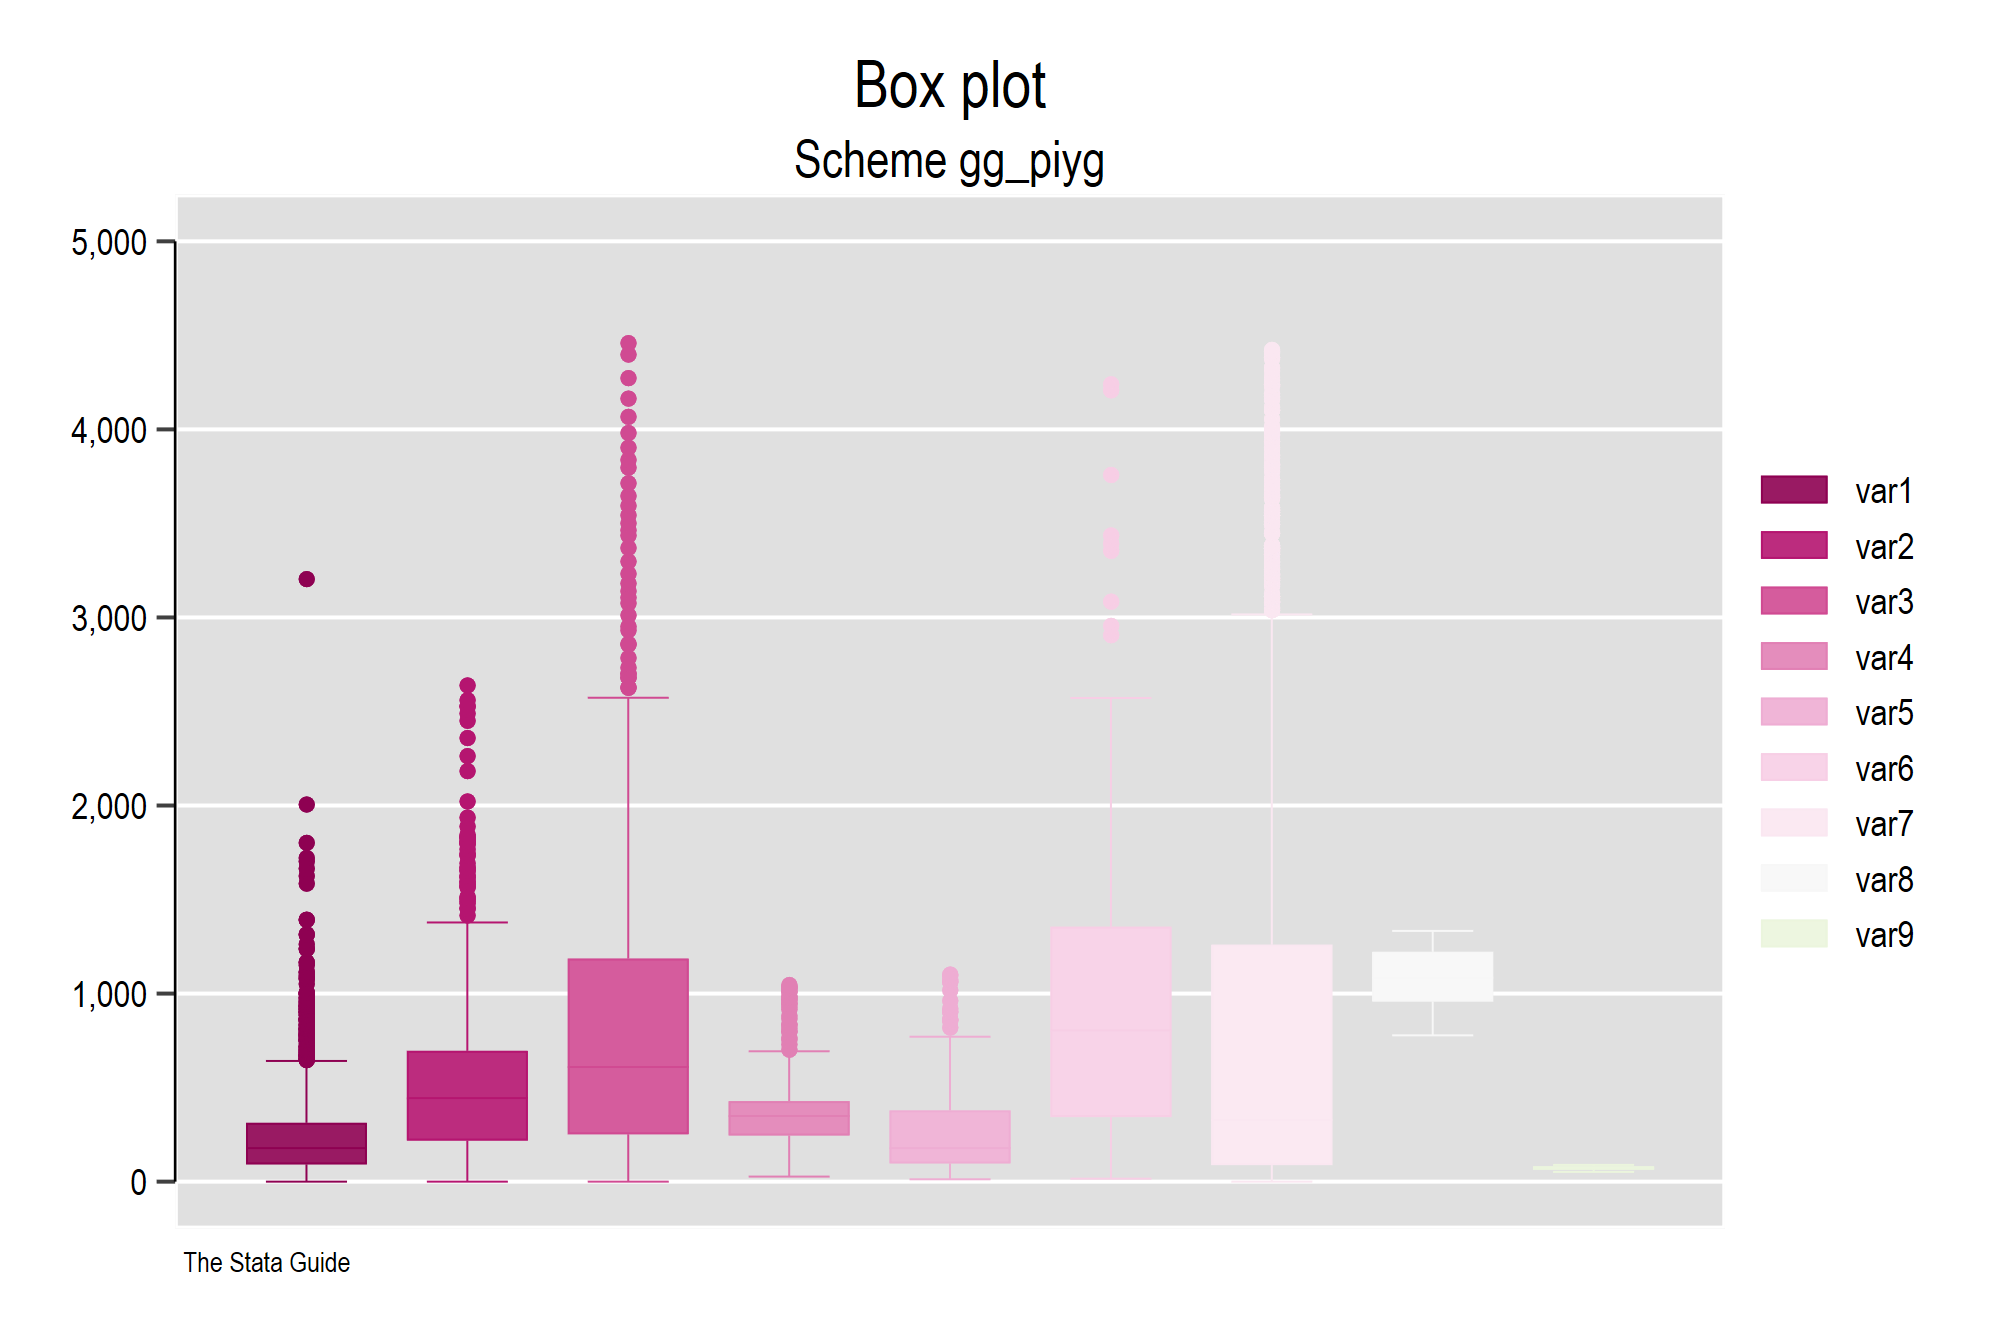 Box plot
Scheme gg_piyg
5,000
4,000
3,000
2,000
1,000
0
var1
var2
var3
var4
var5
var6
var7
var8
var9
The Stata Guide